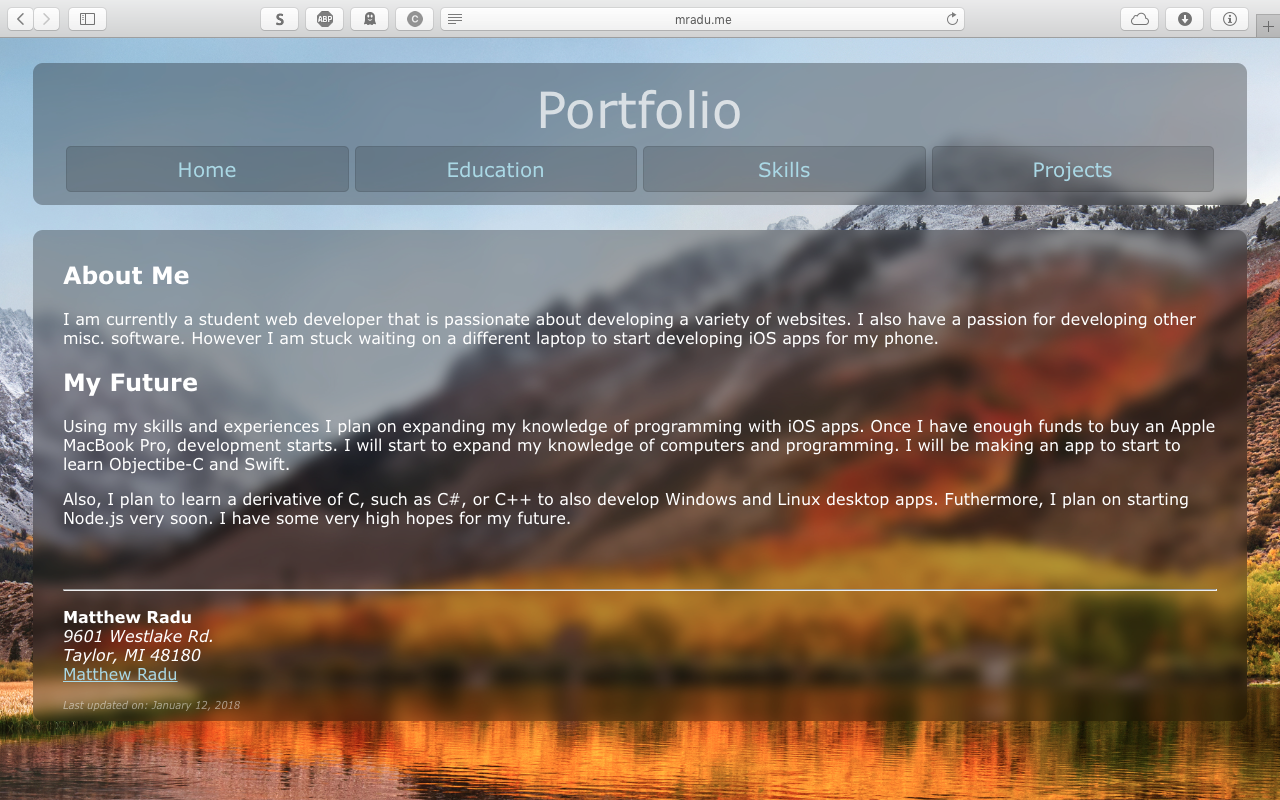 S ABP C mradu.me
Portfolio
Home Education Skills Projects
About Me
I am currently a student web developer that is passionate about developing a variety of websites. I also have a passion for developing other
misc. software. However I am stuck waiting on a different laptop to start developing iOS apps for my phone.
My Future
Using my skills and experiences I plan on expanding my knowledge of programming with iOS apps. Once I have enough funds to buy an Apple
MacBook Pro, development starts. I will start to expand my knowledge of computers and programming. I will be making an app to start to
learn Objectibe-C and Swift.
Also, I plan to learn a derivative of C, such as C#, or C++ to also develop Windows and Linux desktop apps. Futhermore, I plan on starting
Node.js very soon. I have some very high hopes for my future.
Matthew Radu
9601 Westlake Rd.
Taylor, MI 48180
Matthew Radu
Last updated on: January 12, 2018